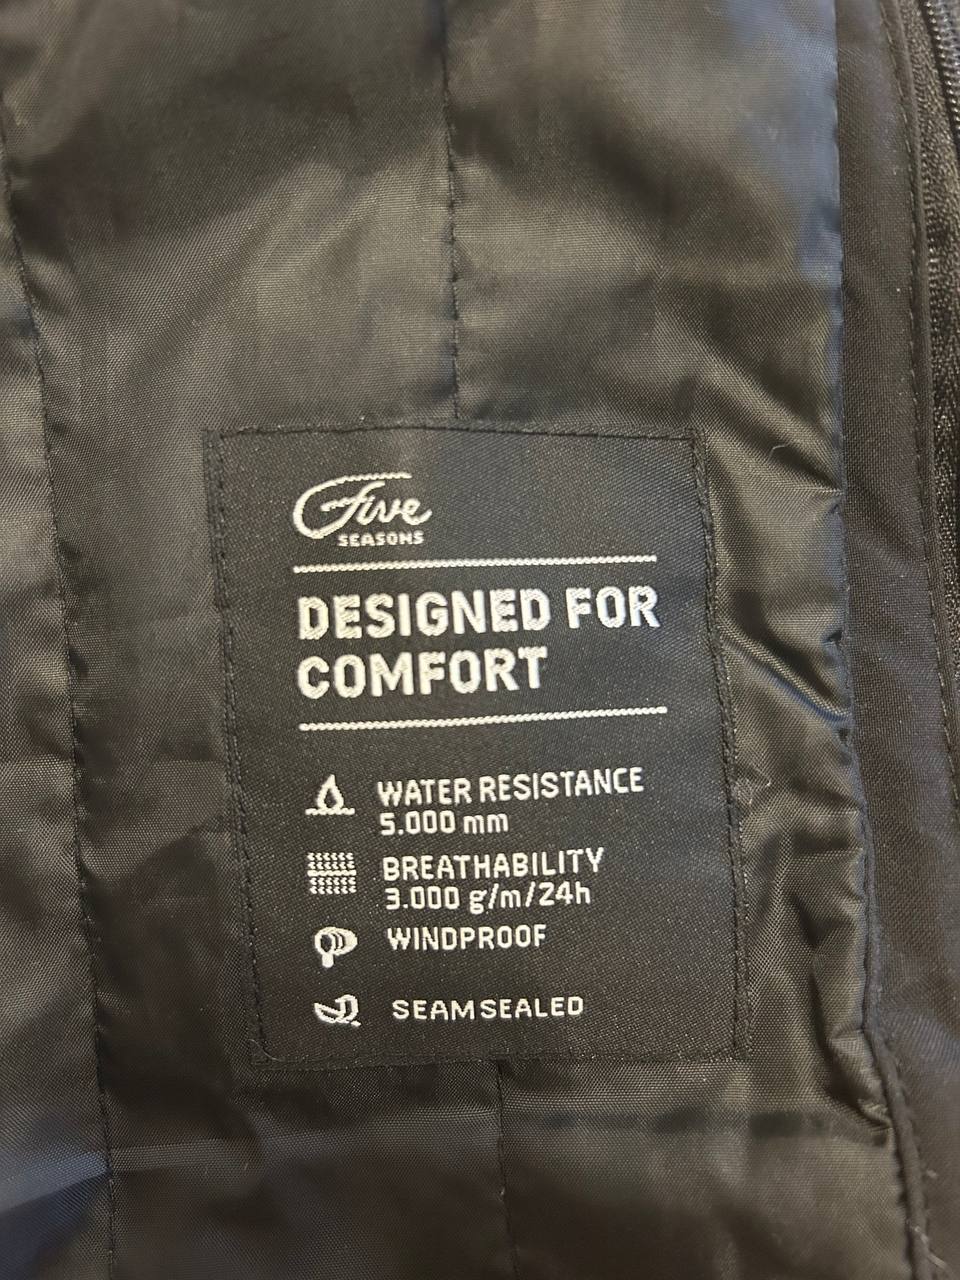 Five
SEASONS
DESIGNED FOR
COMFORT
WATER RESISTANCE
5.000 mm
BREATHABILITY
3.000 g/m/24h
WINDPROOF
SEAMSEALED